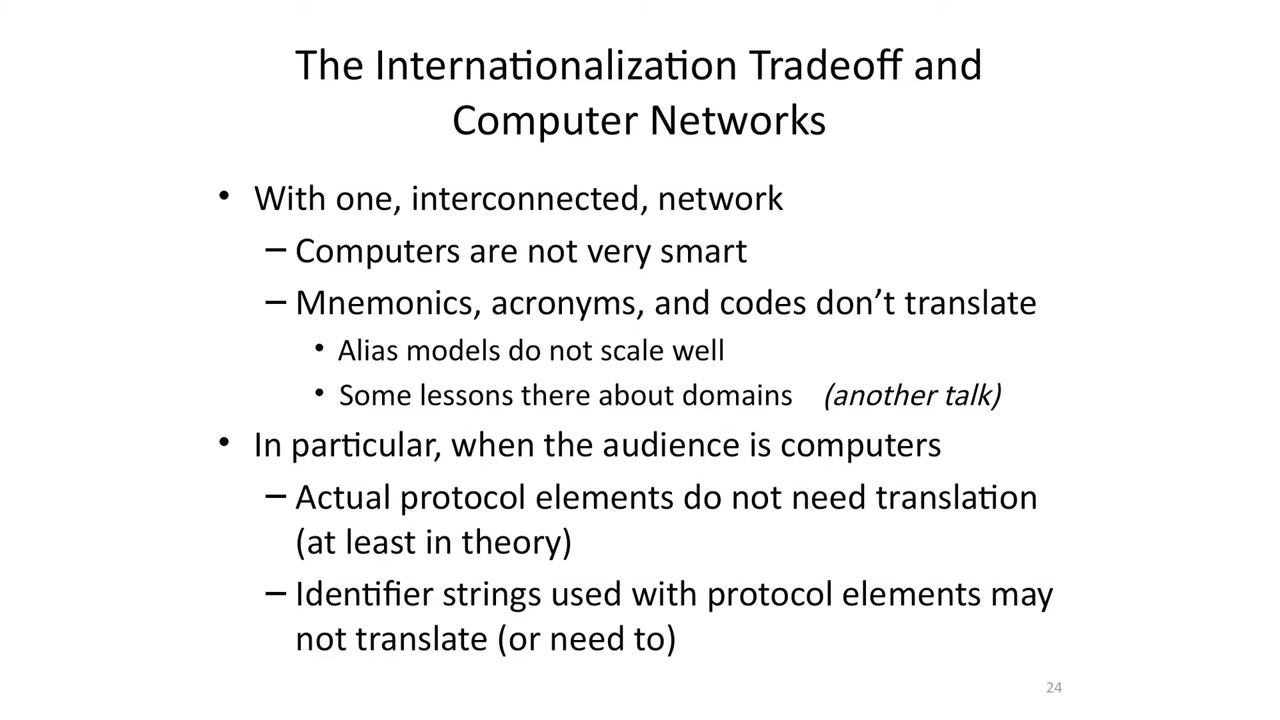 The Internationalization Tradeoff and
Computer Networks
• With one, interconnected, network
– Computers are not very smart
– Mnemonics, acronyms, and codes don’t translate
• Alias models do not scale well
• Some lessons there about domains (another talk)
• In particular, when the audience is computers
– Actual protocol elements do not need translation
(at least in theory)
– Identifier strings used with protocol elements may
not translate (or need to)
24